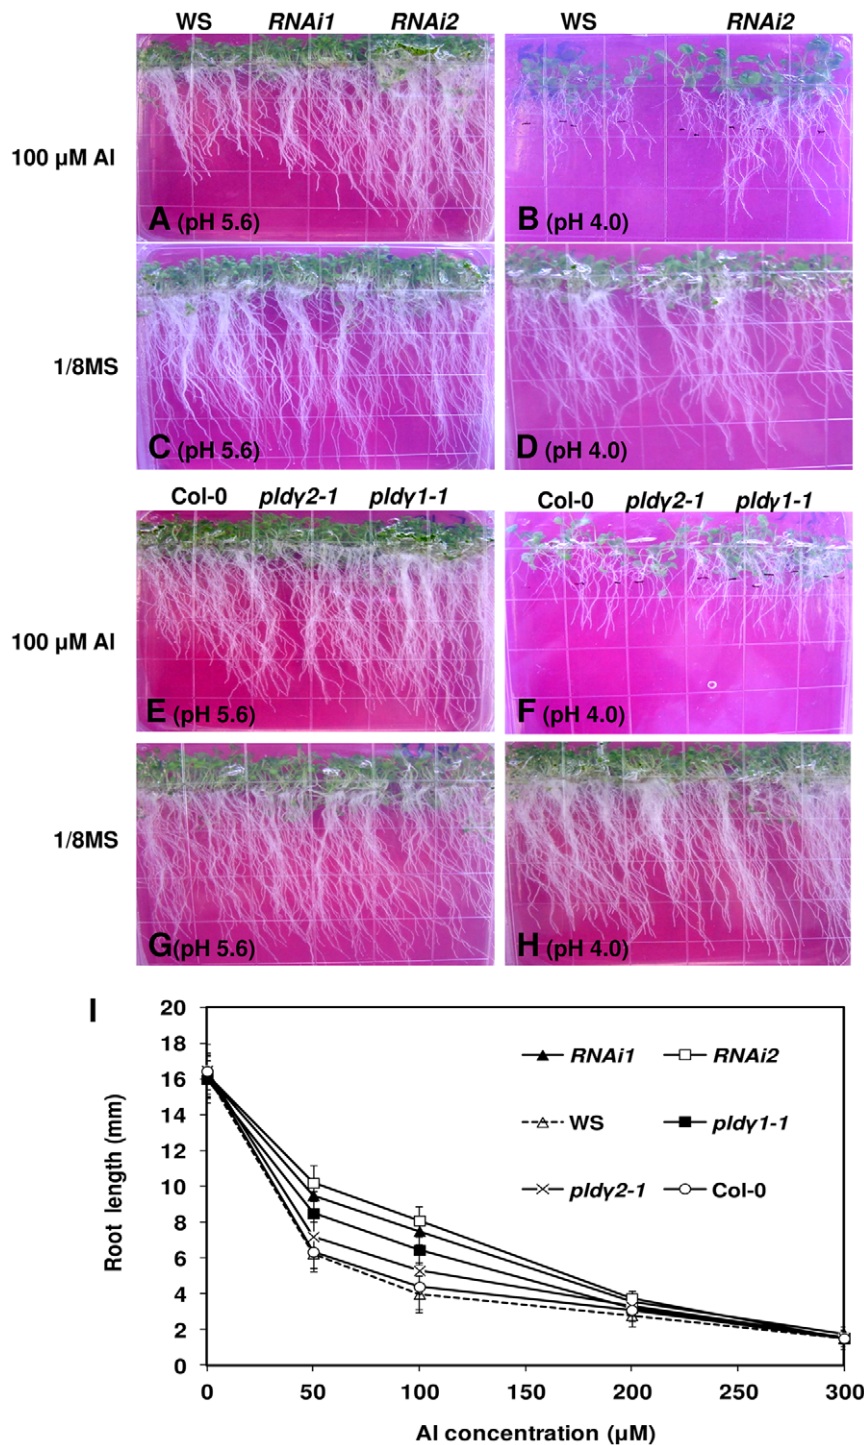 WS RNAi1 RNAi2 WS RNAi2
100 µM Al
A (pH 5.6) B (pH 4.0)
1/8MS
C (pH 5.6) D (pH 4.0)
Col-0 pldγ2-1 pldγ1-1 Col-0 pldγ2-1 pldγ1-1
100 µM Al
E (pH 5.6) F (pH 4.0)
1/8MS
G(pH 5.6) H (pH 4.0)
I
20
18
16
14
12
10
8
6
4
2
0
Root length (mm)
RNAi1 RNAi2
WS pldγ1-1
pldγ2-1 Col-0
0 50 100 150 200 250 300
Al concentration (µM)